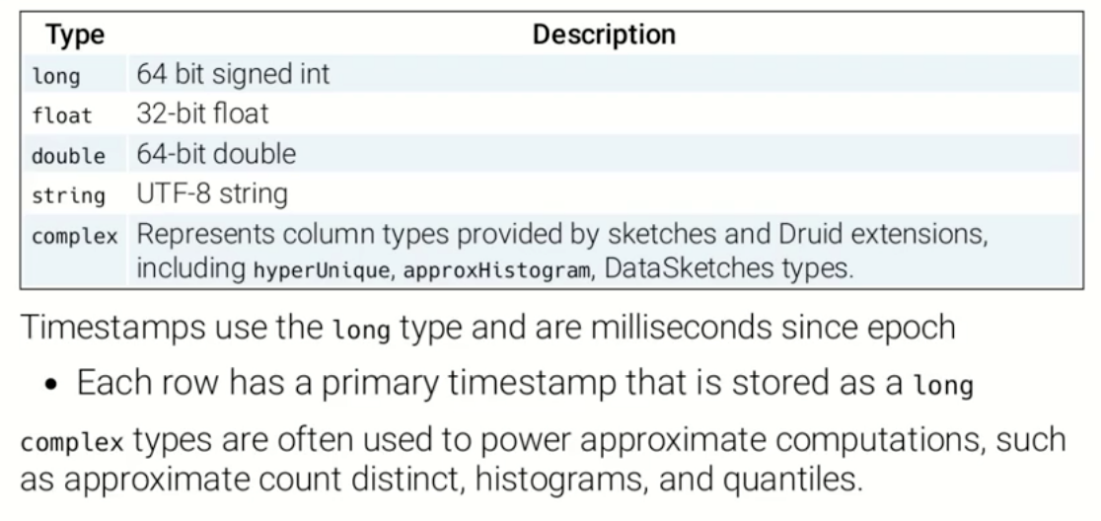 Type Description
long 64 bit signed int
float 32-bit float
double 64-bit double
string UTF-8 string
complex Represents column types provided by sketches and Druid extensions,
including hyperUnique, approxHistogram, DataSketches types.
Timestamps use the long type and are milliseconds since epoch
• Each row has a primary timestamp that is stored as a long
complex types are often used to power approximate computations, such
as approximate count distinct, histograms, and quantiles.